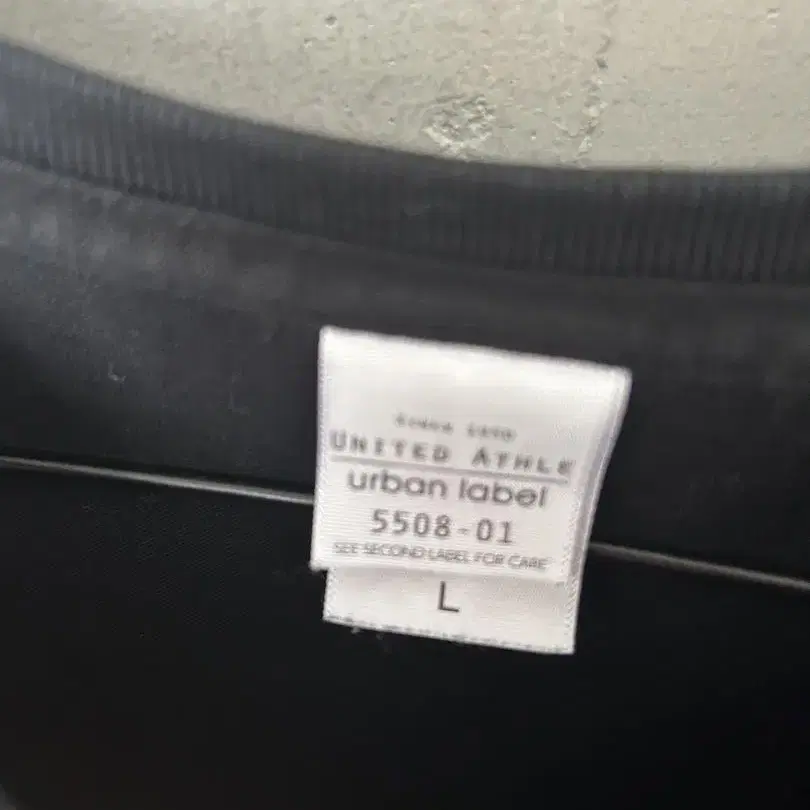 UNITED ATHLE
urban label
5508-01
SEE SECOND LABEL FOR CARE
L